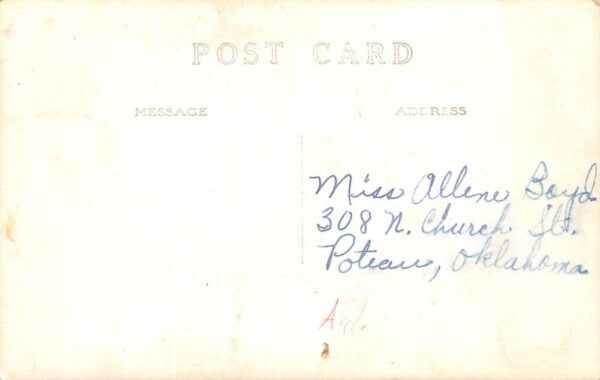 POST CARD
MESSAGE
ADDRESS
Miss Allene Boyd
308 N. Church St.
Poteau, Oklahoma
A.J.